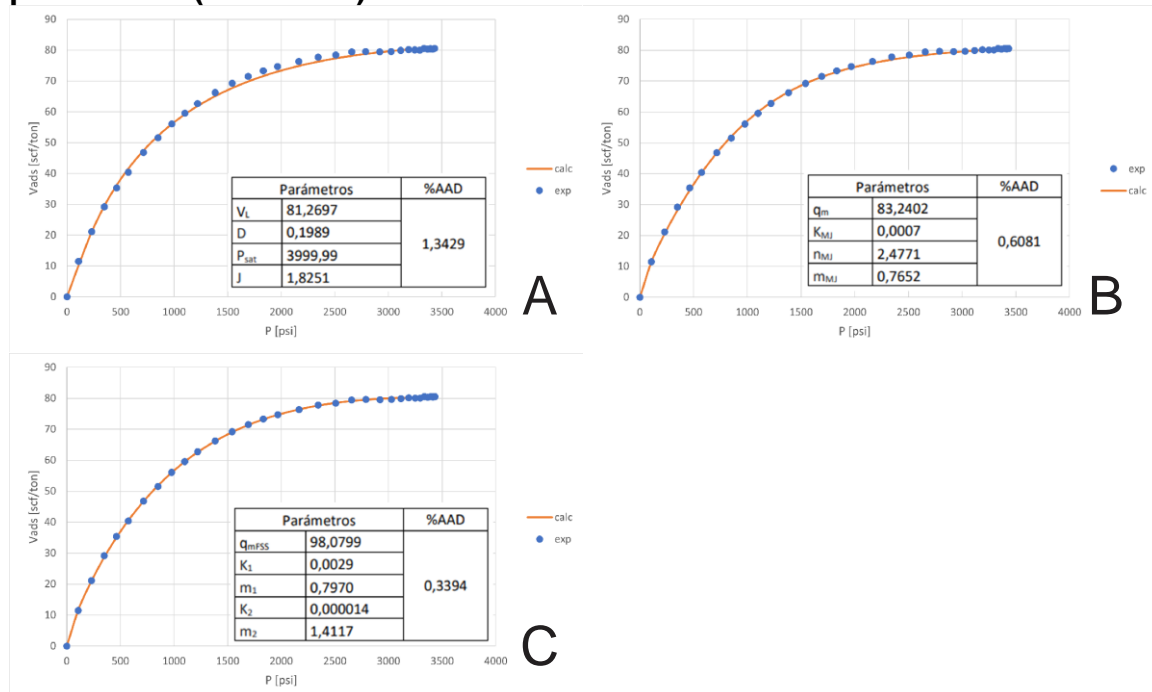 90
80
70
60
50
40
30
20
10
0
Vads [scf/ton]
0 500 1000 1500 2000 2500 3000 3500 4000
P [psi]
calc
exp
Parámetros %AAD
VL 81,2697
D 0,1989
Psat 3999,99
J 1,8251
1,3429
A
90
80
70
60
50
40
30
20
10
0
Vads [scf/ton]
0 500 1000 1500 2000 2500 3000 3500 4000
P [psi]
exp
calc
Parámetros %AAD
qm 83,2402
KMJ 0,0007
nMJ 2,4771
mMJ 0,7652
0,6081
B
90
80
70
60
50
40
30
20
10
0
Vads [scf/ton]
0 500 1000 1500 2000 2500 3000 3500 4000
P [psi]
calc
exp
Parámetros %AAD
qmFSS 98,0799
K1 0,0029
m1 0,7970
K2 0,000014
m2 1,4117
0,3394
C